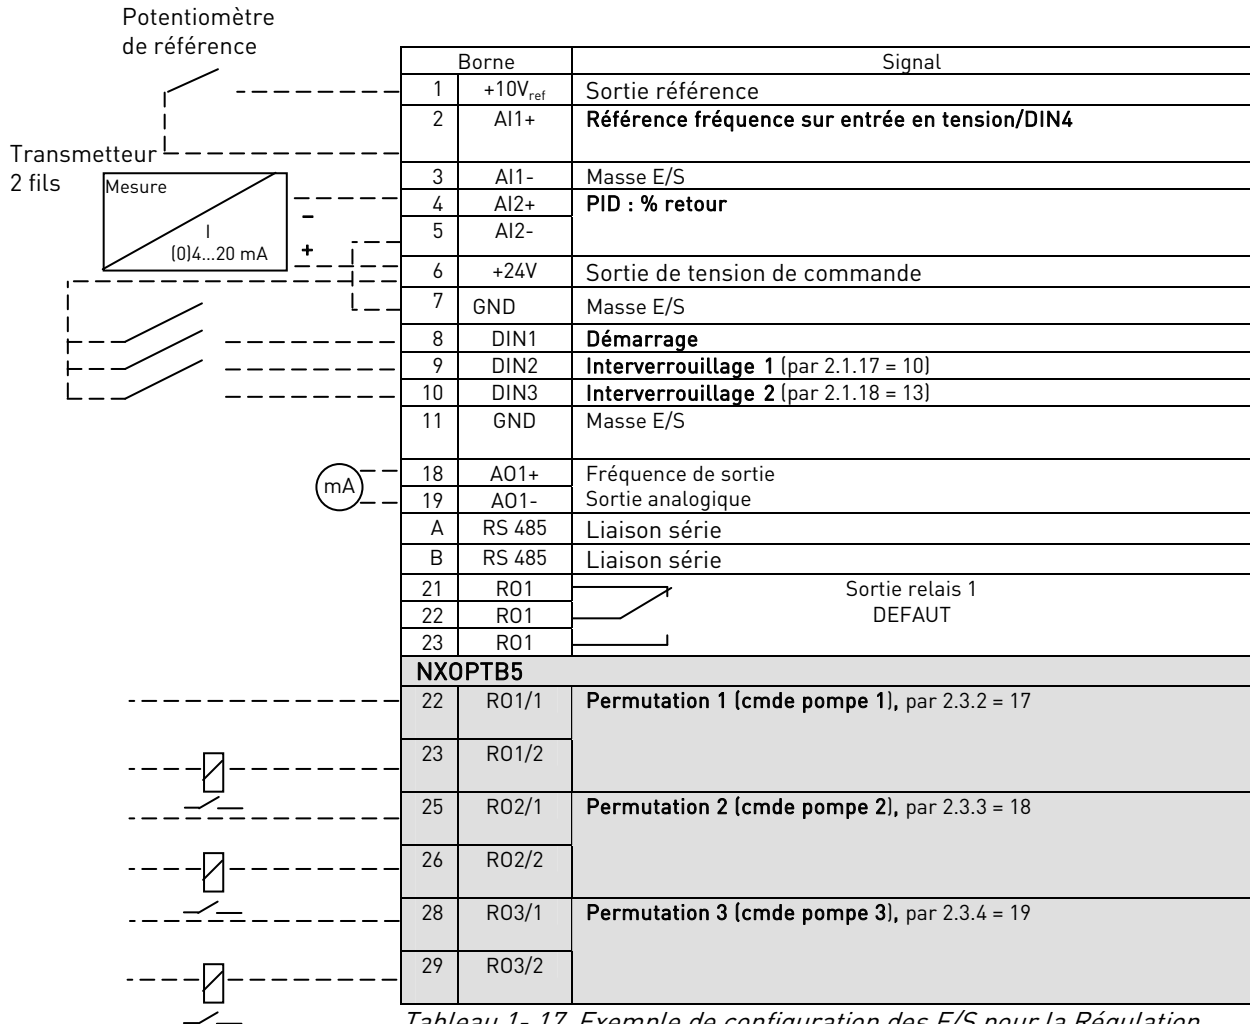 Potentiomètre
de référence
Transmetteur
2 fils
Mesure
I
(0)4...20 mA
–
+
mA
Borne Signal
1 +10Vref Sortie référence
2 AI1+ Référence fréquence sur entrée en tension/DIN4
3 AI1- Masse E/S
4 AI2+ PID : % retour
5 AI2-
6 +24V Sortie de tension de commande
7 GND Masse E/S
8 DIN1 Démarrage
9 DIN2 Interverrouillage 1 (par 2.1.17 = 10)
10 DIN3 Interverrouillage 2 (par 2.1.18 = 13)
11 GND Masse E/S
18 AO1+ Fréquence de sortie
19 AO1- Sortie analogique
A RS 485 Liaison série
B RS 485 Liaison série
21 RO1 Sortie relais 1
22 RO1 DEFAUT
23 RO1
NXOPTB5
22 RO1/1 Permutation 1 (cmde pompe 1), par 2.3.2 = 17
23 RO1/2
25 RO2/1 Permutation 2 (cmde pompe 2), par 2.3.3 = 18
26 RO2/2
28 RO3/1 Permutation 3 (cmde pompe 3), par 2.3.4 = 19
29 RO3/2
Tableau 1- 17. Exemple de configuration des E/S pour la Régulation